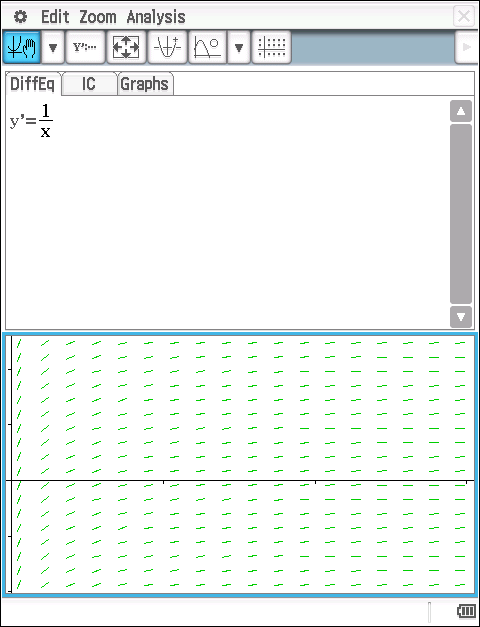 Edit Zoom Analysis
Y':…
DiffEq IC Graphs
y'=1/x